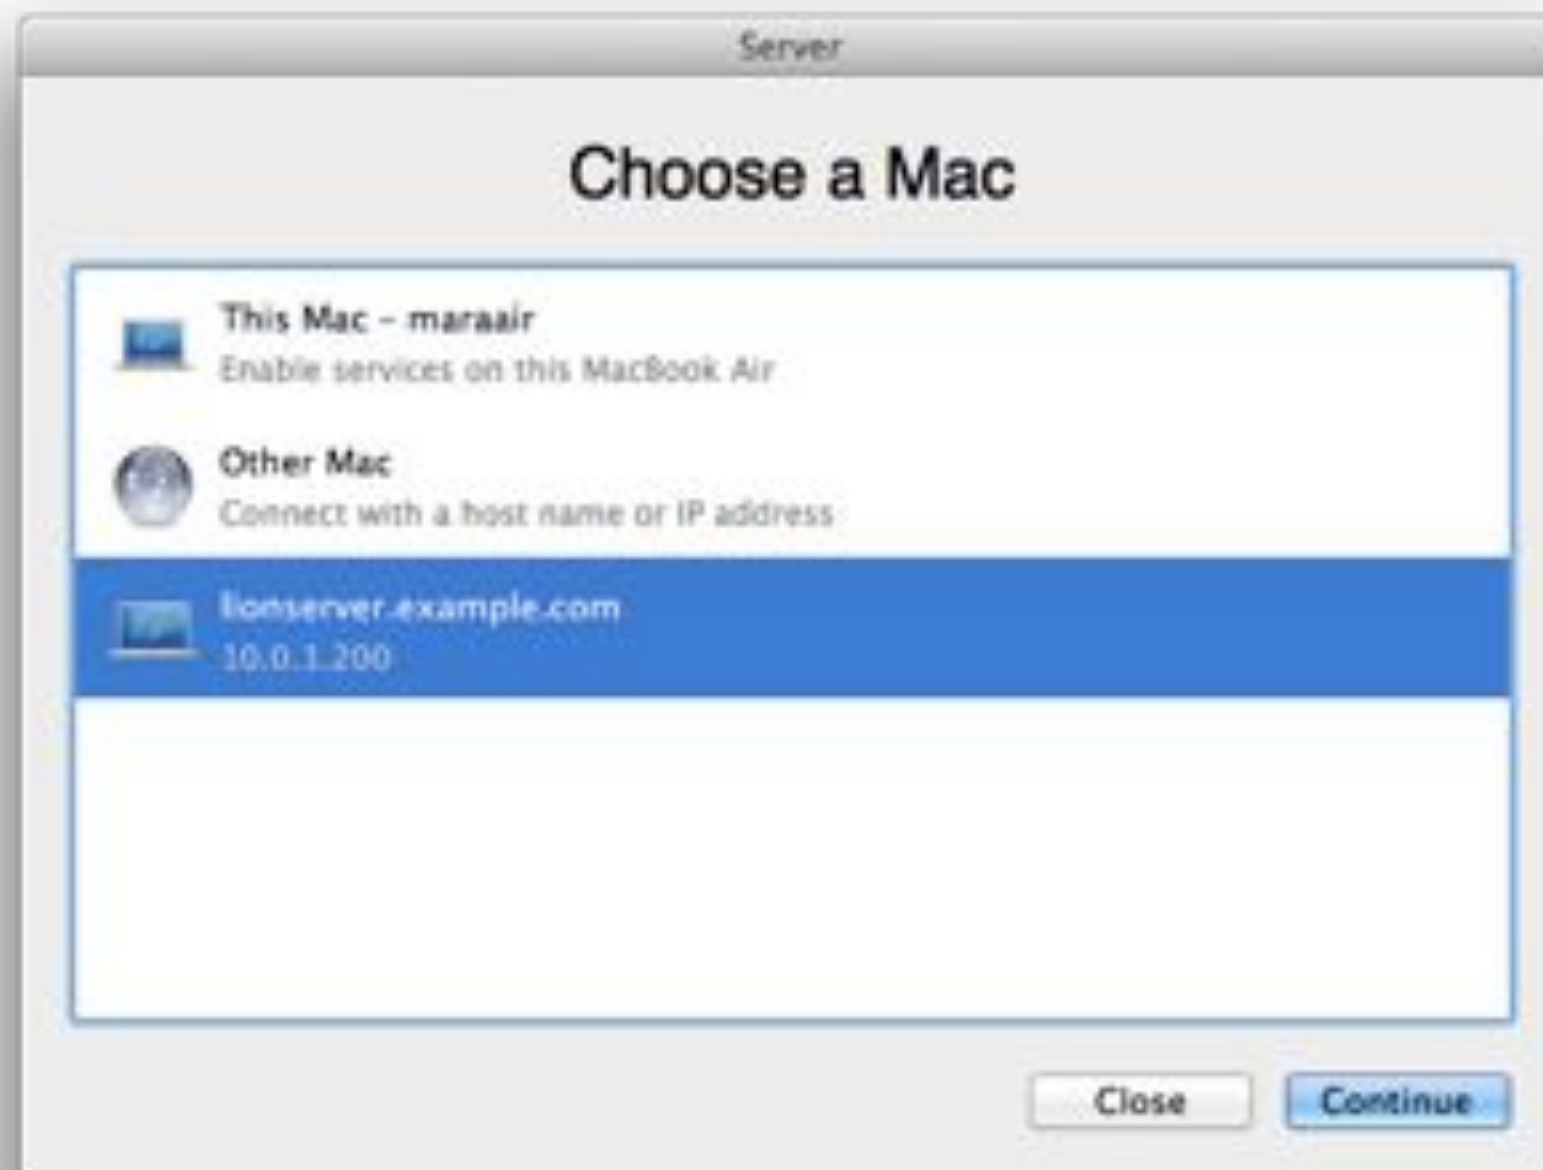 Server
Choose a Mac
This Mac – maraair
Enable services on this MacBook Air
Other Mac
Connect with a host name or IP address
lionserver.example.com
10.0.1.200
Close
Continue